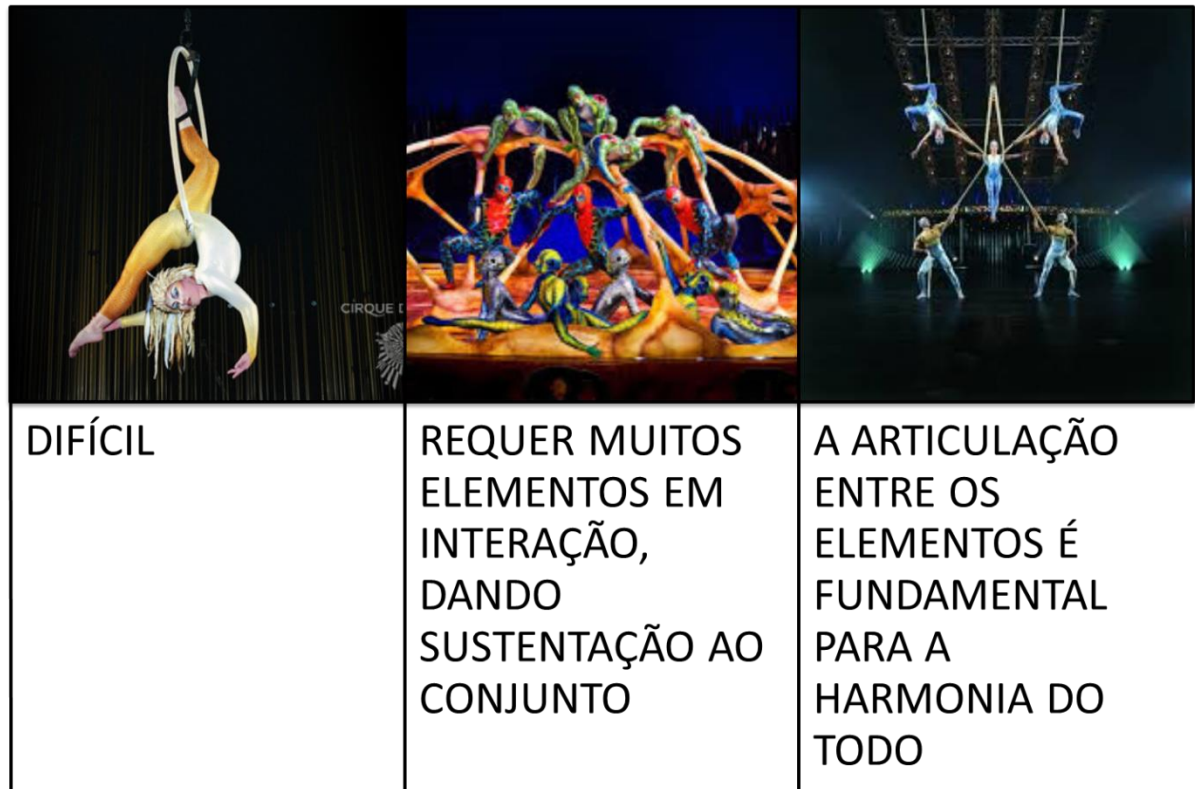 CIRQUE D
DIFÍCIL
REQUER MUITOS
ELEMENTOS EM
INTERAÇÃO,
DANDO
SUSTENTAÇÃO AO
CONJUNTO
A ARTICULAÇÃO
ENTRE OS
ELEMENTOS É
FUNDAMENTAL
PARA A
HARMONIA DO
TODO